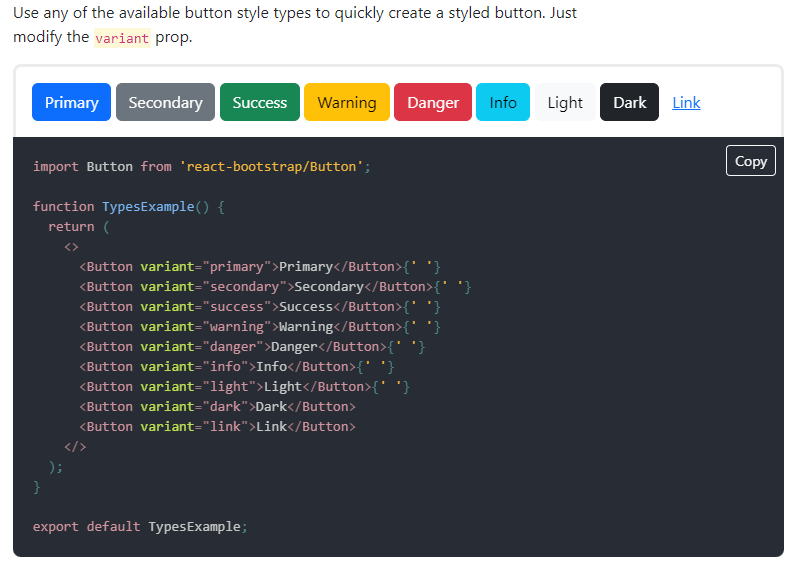 Use any of the available button style types to quickly create a styled button. Just
modify the variant prop.
Primary Secondary Success Warning Danger Info Light Dark Link
Copy
import Button from 'react-bootstrap/Button';

function TypesExample() {
  return (
    <>
      <Button variant="primary">Primary</Button>{' '}
      <Button variant="secondary">Secondary</Button>{' '}
      <Button variant="success">Success</Button>{' '}
      <Button variant="warning">Warning</Button>{' '}
      <Button variant="danger">Danger</Button>{' '}
      <Button variant="info">Info</Button>{' '}
      <Button variant="light">Light</Button>{' '}
      <Button variant="dark">Dark</Button>
      <Button variant="link">Link</Button>
    </>
  );
}

export default TypesExample;